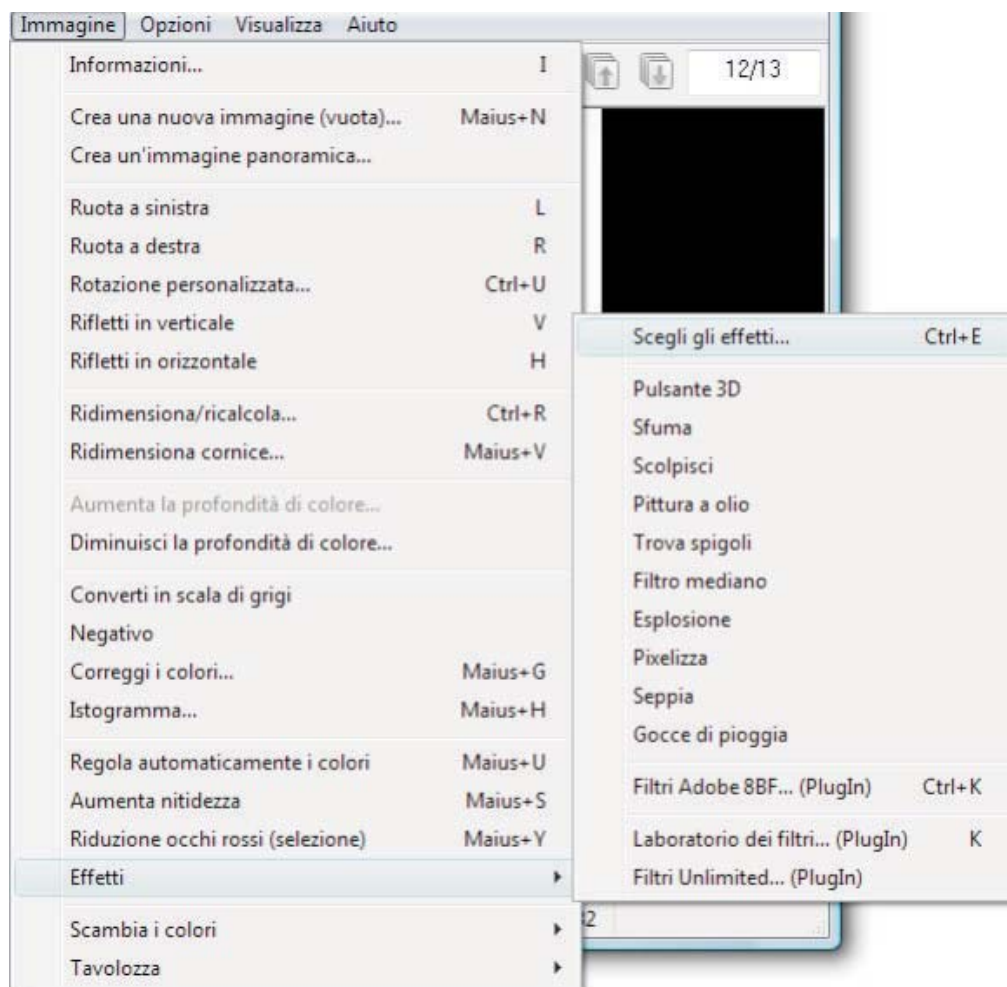 Immagine Opzioni Visualizza Aiuto
12/13
Informazioni... I
Crea una nuova immagine (vuota)... Maius+N
Crea un'immagine panoramica...
Ruota a sinistra L
Ruota a destra R
Rotazione personalizzata... Ctrl+U
Rifletti in verticale V
Rifletti in orizzontale H
Ridimensiona/ricalcola... Ctrl+R
Ridimensiona cornice... Maius+V
Aumenta la profondità di colore...
Diminuisci la profondità di colore...
Converti in scala di grigi
Negativo
Correggi i colori... Maius+G
Istogramma... Maius+H
Regola automaticamente i colori Maius+U
Aumenta nitidezza Maius+S
Riduzione occhi rossi (selezione) Maius+Y
Effetti
Scambia i colori
Tavolozza
Scegli gli effetti... Ctrl+E
Pulsante 3D
Sfuma
Scolpisci
Pittura a olio
Trova spigoli
Filtro mediano
Esplosione
Pixelizza
Seppia
Gocce di pioggia
Filtri Adobe 8BF... (PlugIn) Ctrl+K
Laboratorio dei filtri... (PlugIn) K
Filtri Unlimited... (PlugIn)